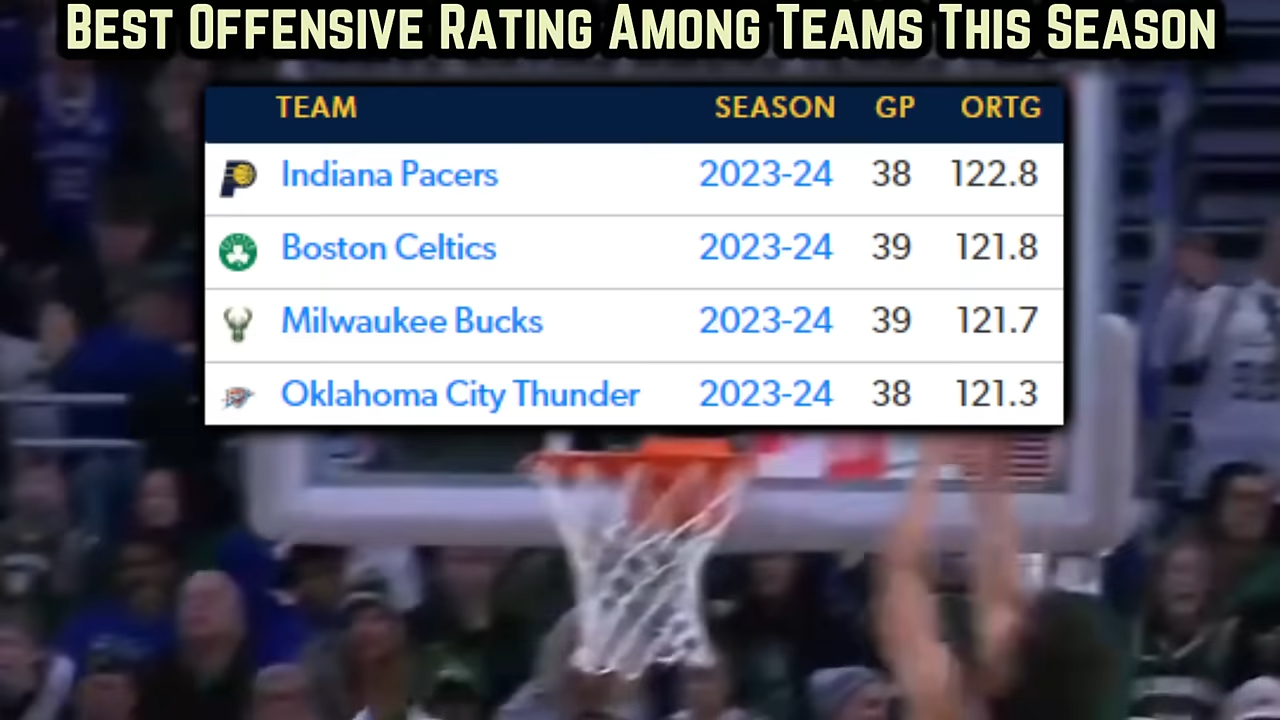 Best Offensive Rating Among Teams This Season
TEAM SEASON GP ORTG
Indiana Pacers 2023-24 38 122.8
Boston Celtics 2023-24 39 121.8
Milwaukee Bucks 2023-24 39 121.7
Oklahoma City Thunder 2023-24 38 121.3